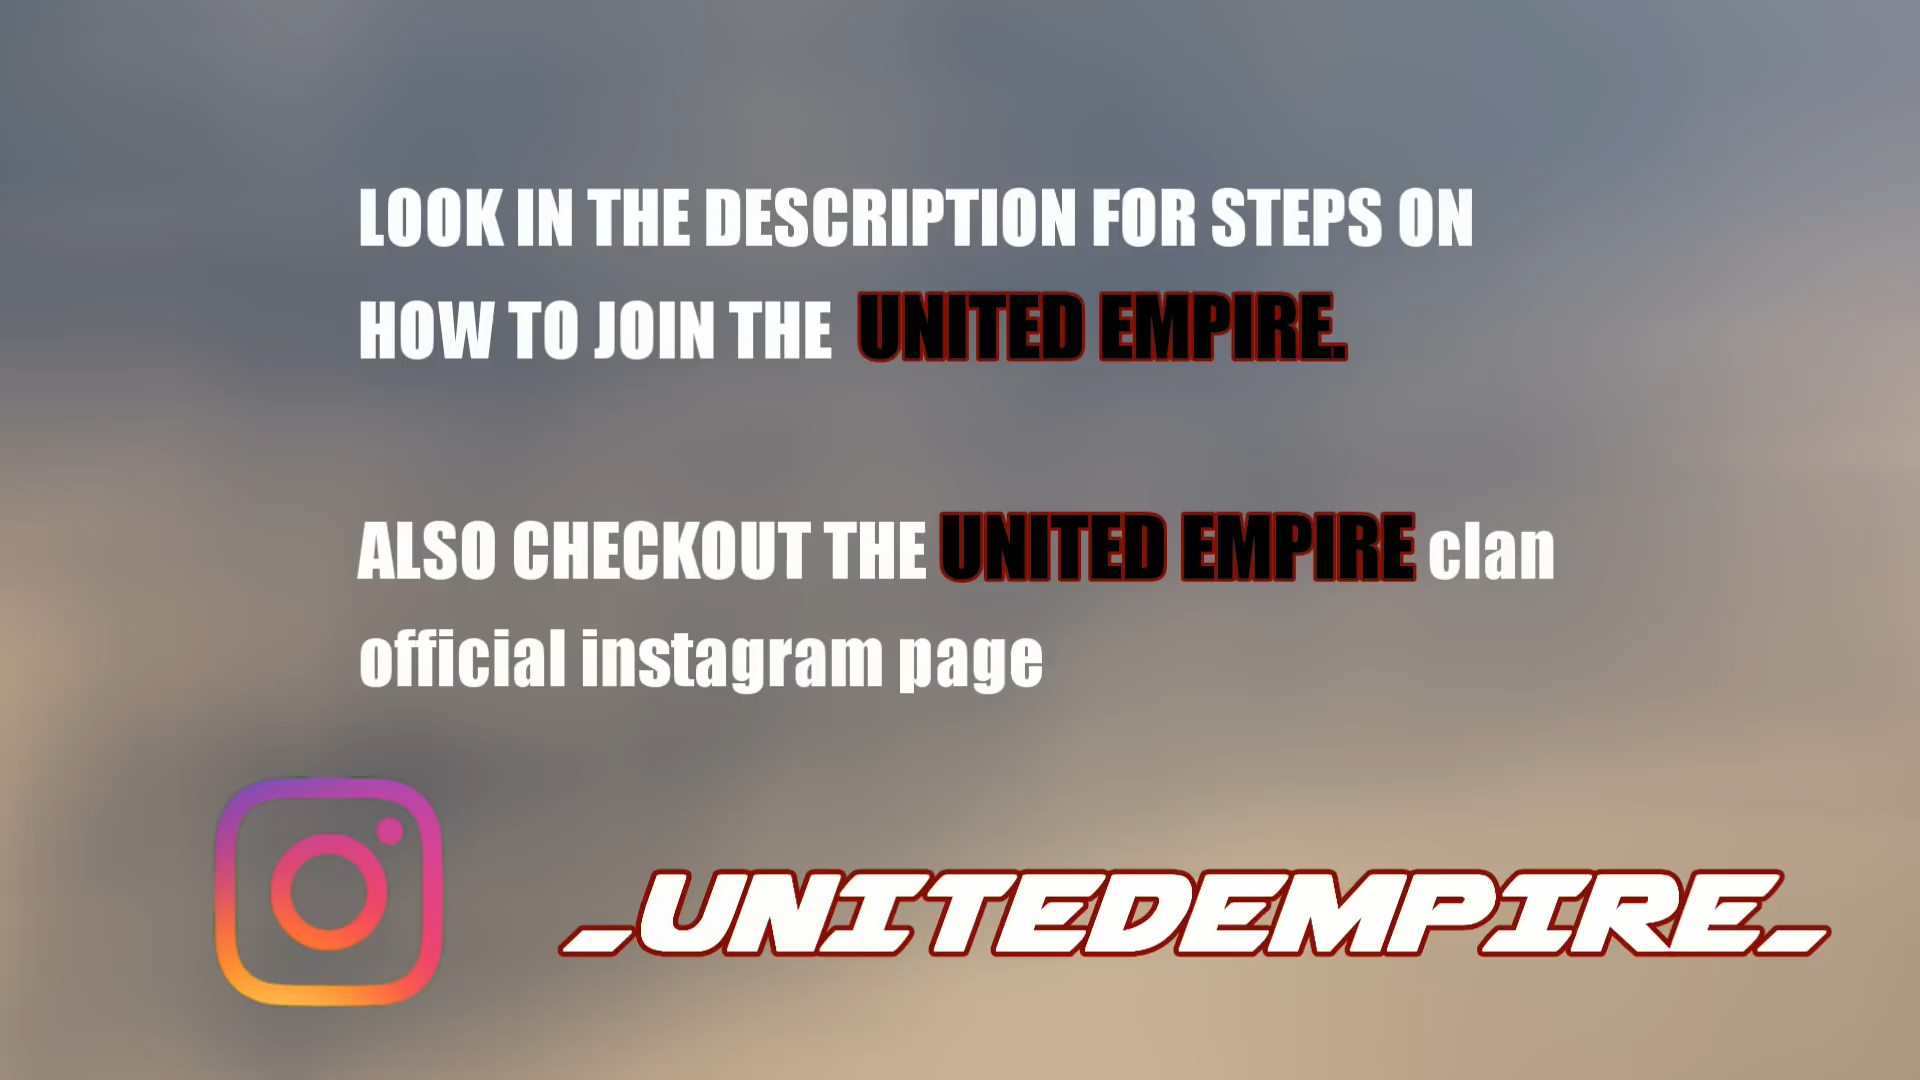 LOOK IN THE DESCRIPTION FOR STEPS ON
HOW TO JOIN THE UNITED EMPIRE.
ALSO CHECKOUT THE UNITED EMPIRE clan
official instagram page
_UNITEDEMPIRE_